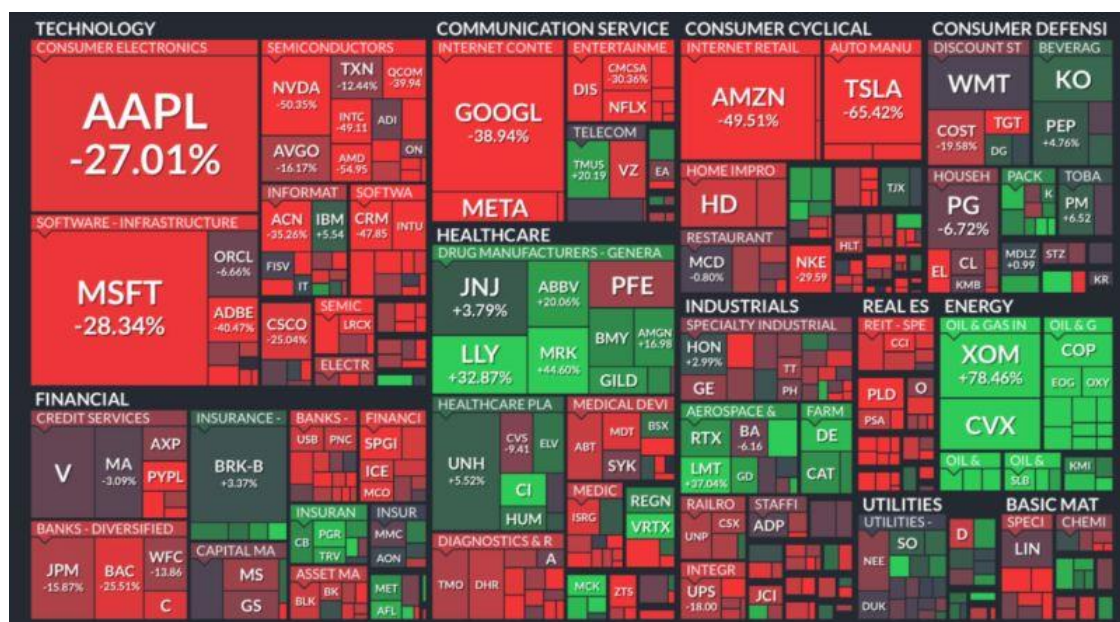 TECHNOLOGY
CONSUMER ELECTRONICS
AAPL
-27.01%
SEMICONDUCTORS
NVDA
-50.35%
TXN
-12.44%
QCOM
-39.94
INTC
-49.11
ADI
AVGO
-16.17%
AMD
-54.95
ON
SOFTWARE - INFRASTRUCTURE
MSFT
-28.34%
ORCL
-6.66%
ADBE
-40.47%
INFORMAT
ACN
-35.26%
IBM
+5.54
FISV
IT
SOFTWA
CRM
-47.85
INTU
CSCO
-25.04%
SEMIC
LRCX
ELECTR
COMMUNICATION SERVICE
INTERNET CONTE
GOOGL
-38.94%
META
ENTERTAINME
DIS
CMCSA
-30.36%
NFLX
TELECOM
TMUS
+20.19
VZ
EA
CONSUMER CYCLICAL
INTERNET RETAIL
AMZN
-49.51%
AUTO MANU
TSLA
-65.42%
HOME IMPRO
HD
TJX
RESTAURANT
MCD
-0.80%
NKE
-29.59
HLT
CONSUMER DEFENSI
DISCOUNT ST
WMT
COST
-19.58%
TGT
DG
BEVERAG
KO
PEP
+4.76%
HOUSEH
PG
-6.72%
EL
CL
KMB
PACK
K
MDLZ
+0.99
TOBA
PM
+6.52
STZ
KR
HEALTHCARE
DRUG MANUFACTURERS - GENERA
JNJ
+3.79%
ABBV
+20.06%
PFE
LLY
+32.87%
MRK
+44.60%
BMY
AMGN
+16.98
GILD
HEALTHCARE PLA
UNH
+5.52%
CVS
-9.41
ELV
CI
HUM
MEDICAL DEVI
ABT
MDT
BSX
SYK
MEDIC
ISRG
REGN
VRTX
DIAGNOSTICS & R
TMO
DHR
A
MCK
ZTS
FINANCIAL
CREDIT SERVICES
V
MA
-3.09%
AXP
PYPL
INSURANCE -
BRK-B
+3.37%
BANKS -
USB
PNC
FINANCI
SPGI
ICE
MCO
BANKS - DIVERSIFIED
JPM
-15.87%
BAC
-25.51%
WFC
-13.86
C
CAPITAL MA
MS
GS
INSURAN
CB
PGR
TRV
INSUR
MMC
AON
ASSET MA
BLK
BK
MET
AFL
INDUSTRIALS
SPECIALTY INDUSTRIAL
HON
+2.99%
GE
TT
PH
AEROSPACE &
RTX
BA
-6.16
LMT
+37.04%
GD
FARM
DE
CAT
RAILRO
UNP
CSX
STAFFI
ADP
INTEGR
UPS
-18.00
JCI
REAL ES
REIT - SPE
CCI
PLD
O
PSA
ENERGY
OIL & GAS IN
XOM
+78.46%
CVX
OIL & G
COP
EOG
OXY
OIL &
OIL &
SLB
KMI
UTILITIES
UTILITIES -
NEE
SO
D
DUK
BASIC MAT
SPECI
LIN
CHEMI